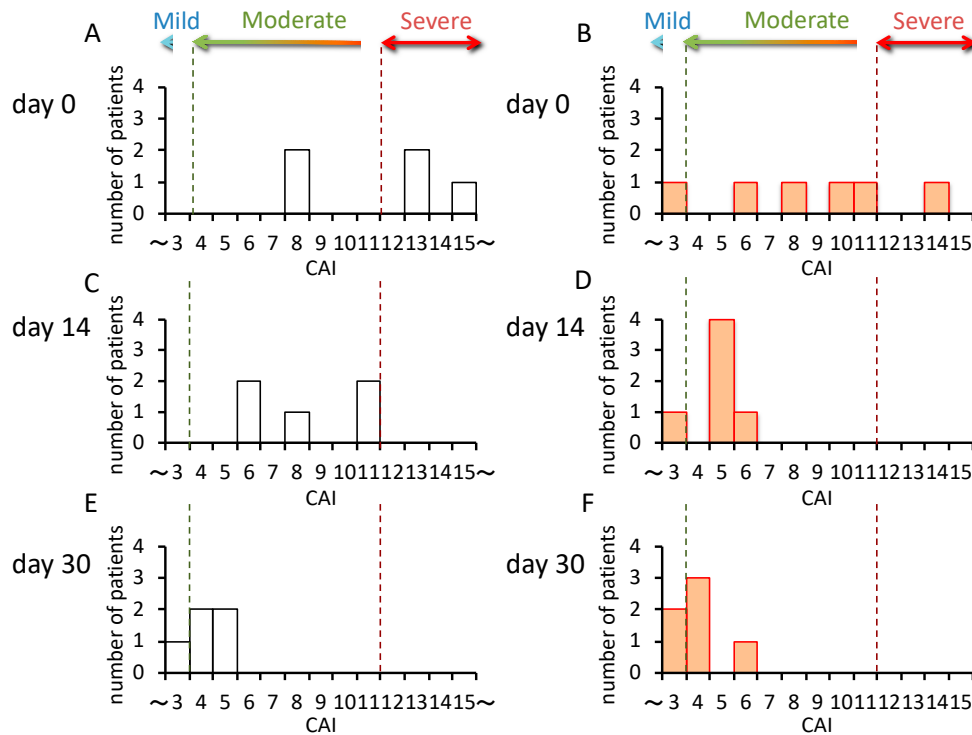 A
Mild
Moderate
Severe
day 0
number of patients
4
3
2
1
0
~3 4 5 6 7 8 9 10 11 12 13 14 15~
CAI
B
Mild
Moderate
Severe
day 0
number of patients
4
3
2
1
0
~3 4 5 6 7 8 9 10 11 12 13 14 15
CAI
C
day 14
number of patients
4
3
2
1
0
~3 4 5 6 7 8 9 10 11 12 13 14 15~
CAI
D
day 14
number of patients
4
3
2
1
0
~3 4 5 6 7 8 9 10 11 12 13 14 15
CAI
E
day 30
number of patients
4
3
2
1
0
~3 4 5 6 7 8 9 10 11 12 13 14 15~
CAI
F
day 30
number of patients
4
3
2
1
0
~3 4 5 6 7 8 9 10 11 12 13 14 15
CAI